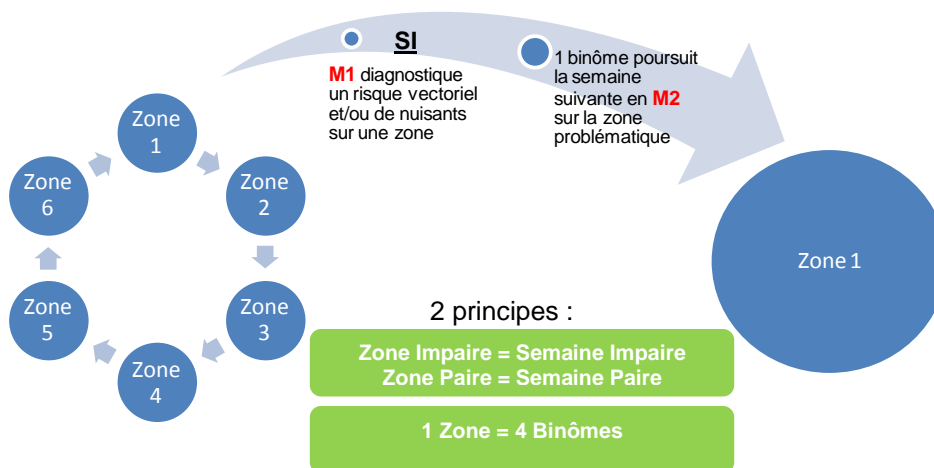 SI
M1 diagnostique
un risque vectoriel
et/ou de nuisants
sur une zone
1 binôme poursuit
la semaine
suivante en M2
sur la zone
problématique
Zone
1
Zone
2
Zone
3
Zone
4
Zone
5
Zone
6
Zone 1
2 principes :
Zone Impaire = Semaine Impaire
Zone Paire = Semaine Paire
1 Zone = 4 Binômes